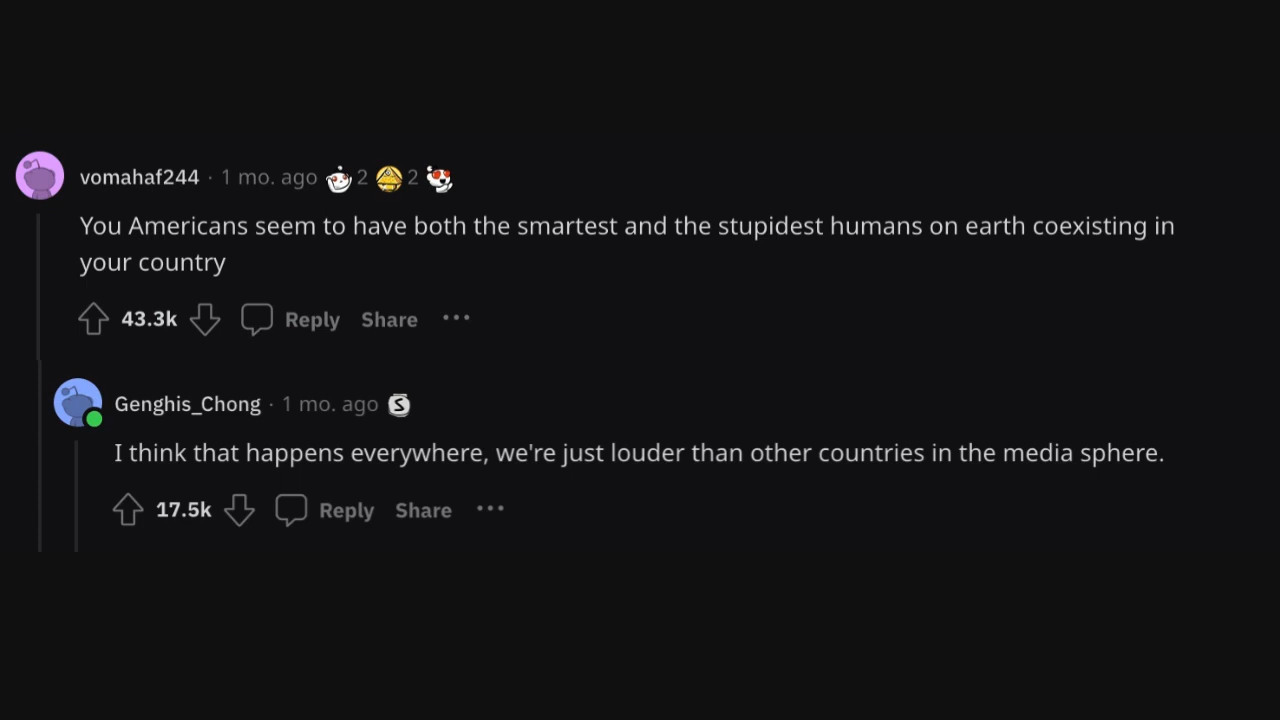 vomahaf244 · 1 mo. ago 2 2
You Americans seem to have both the smartest and the stupidest humans on earth coexisting in
your country
43.3k Reply Share ···
Genghis_Chong · 1 mo. ago S
I think that happens everywhere, we're just louder than other countries in the media sphere.
17.5k Reply Share ···